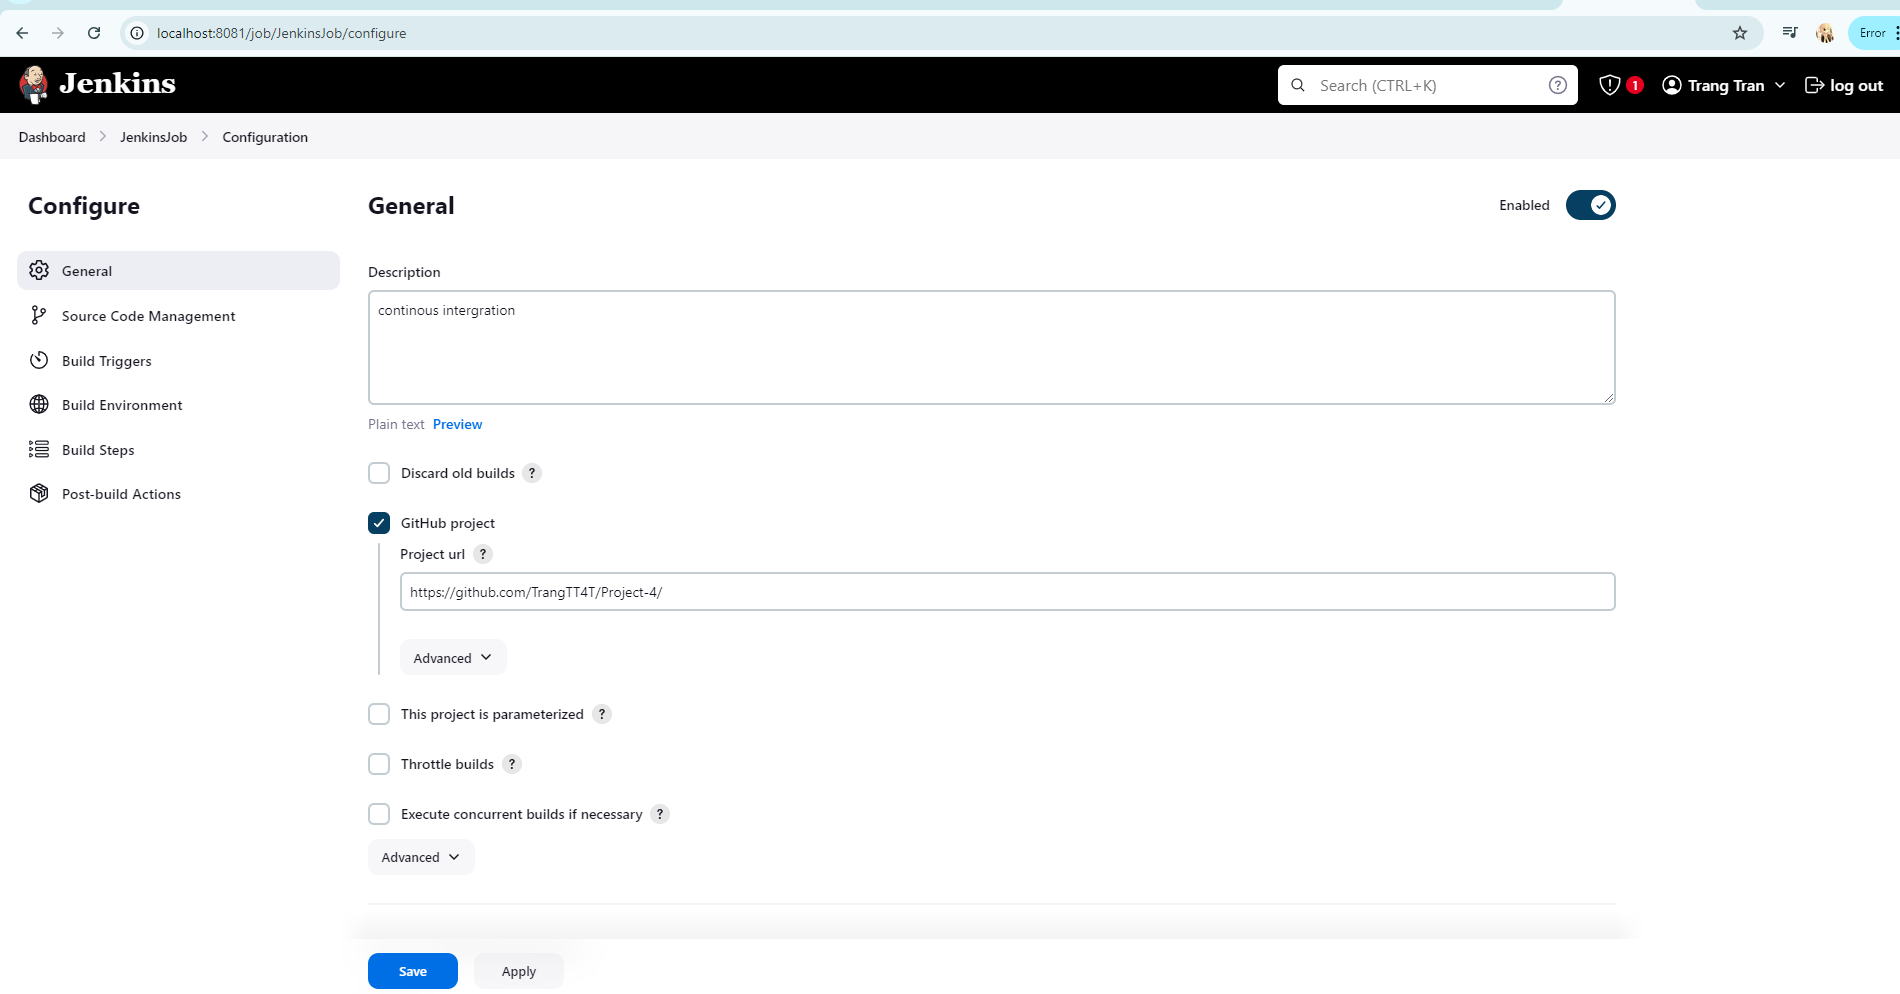 localhost:8081/job/JenkinsJob/configure
Error
Jenkins
Search (CTRL+K)
?
1
Trang Tran
log out
Dashboard
JenkinsJob
Configuration
Configure
General
Source Code Management
Build Triggers
Build Environment
Build Steps
Post-build Actions
General
Enabled
Description
continous intergration
Plain text Preview
Discard old builds ?
GitHub project
Project url ?
https://github.com/TrangTT4T/Project-4/
Advanced
This project is parameterized ?
Throttle builds ?
Execute concurrent builds if necessary ?
Advanced
Save
Apply